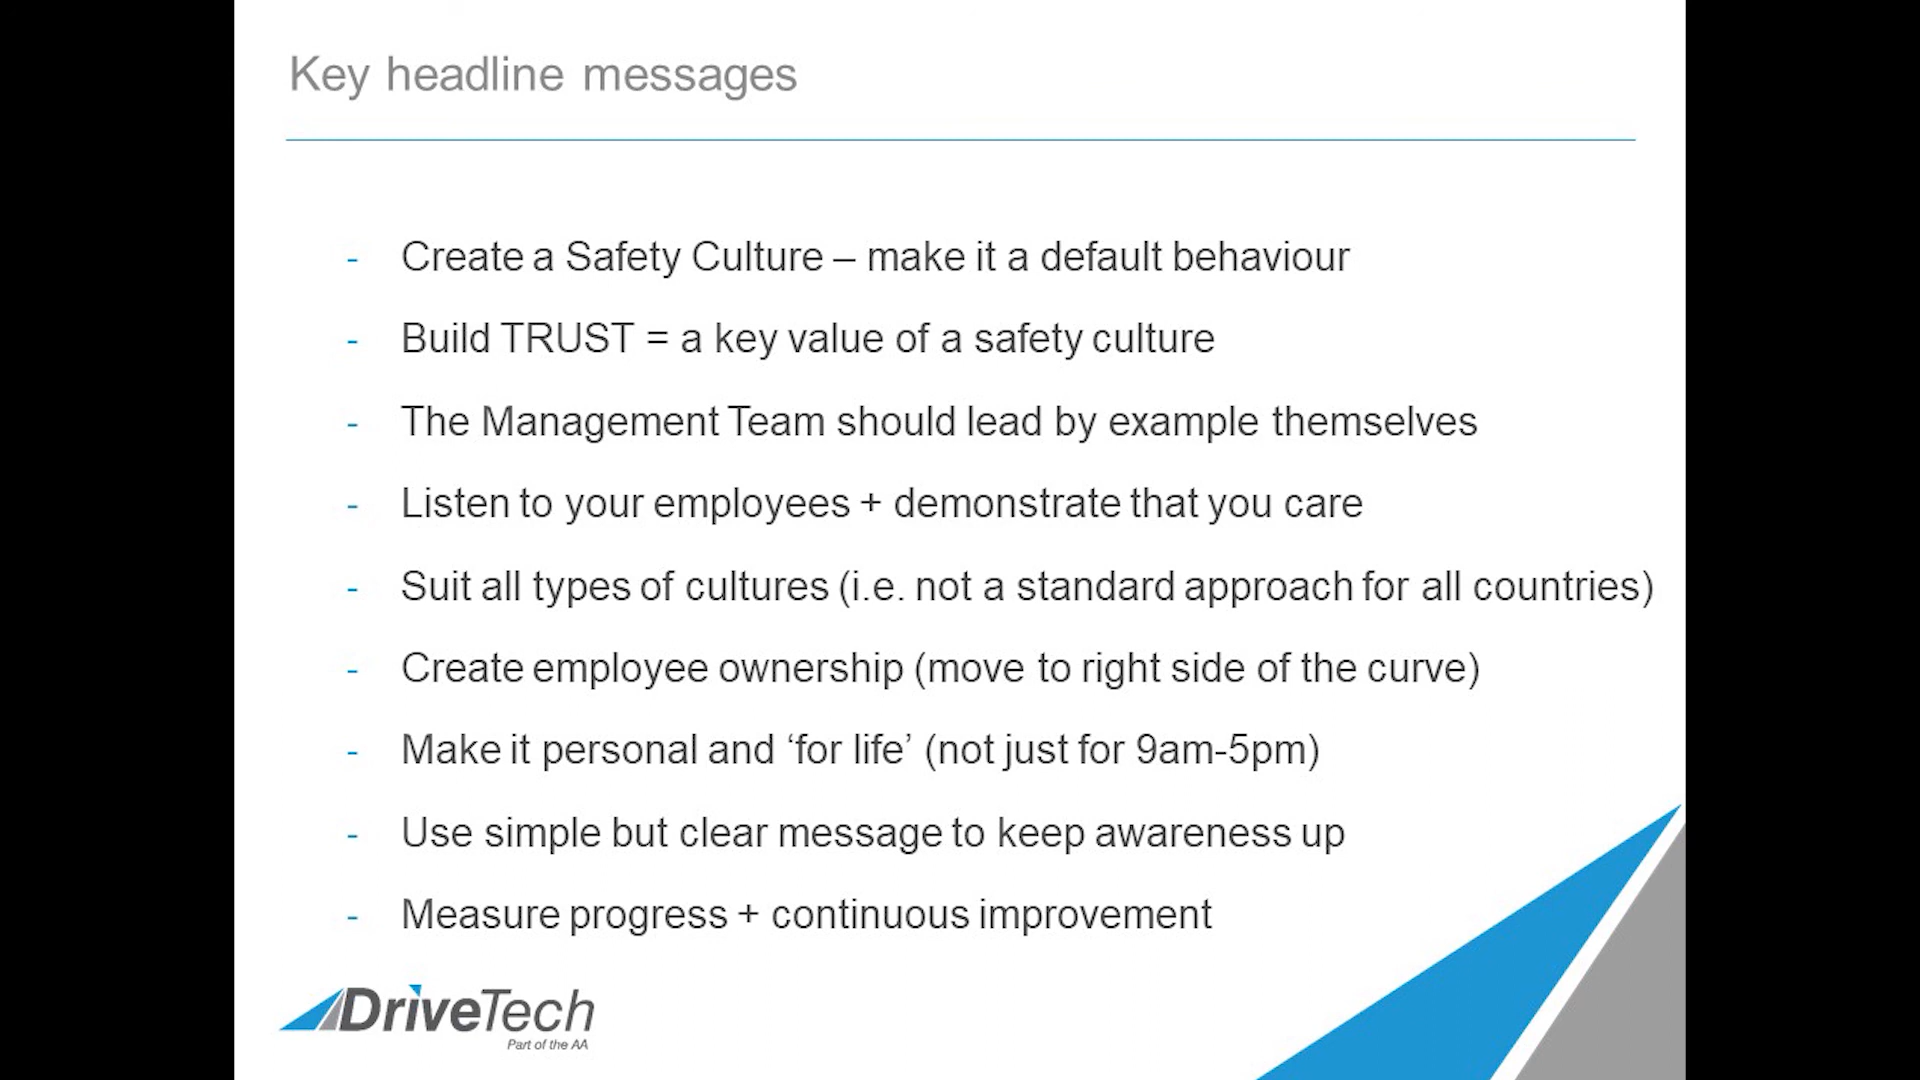 Key headline messages
- Create a Safety Culture – make it a default behaviour
- Build TRUST = a key value of a safety culture
- The Management Team should lead by example themselves
- Listen to your employees + demonstrate that you care
- Suit all types of cultures (i.e. not a standard approach for all countries)
- Create employee ownership (move to right side of the curve)
- Make it personal and ‘for life’ (not just for 9am-5pm)
- Use simple but clear message to keep awareness up
- Measure progress + continuous improvement
DriveTech
Part of the AA